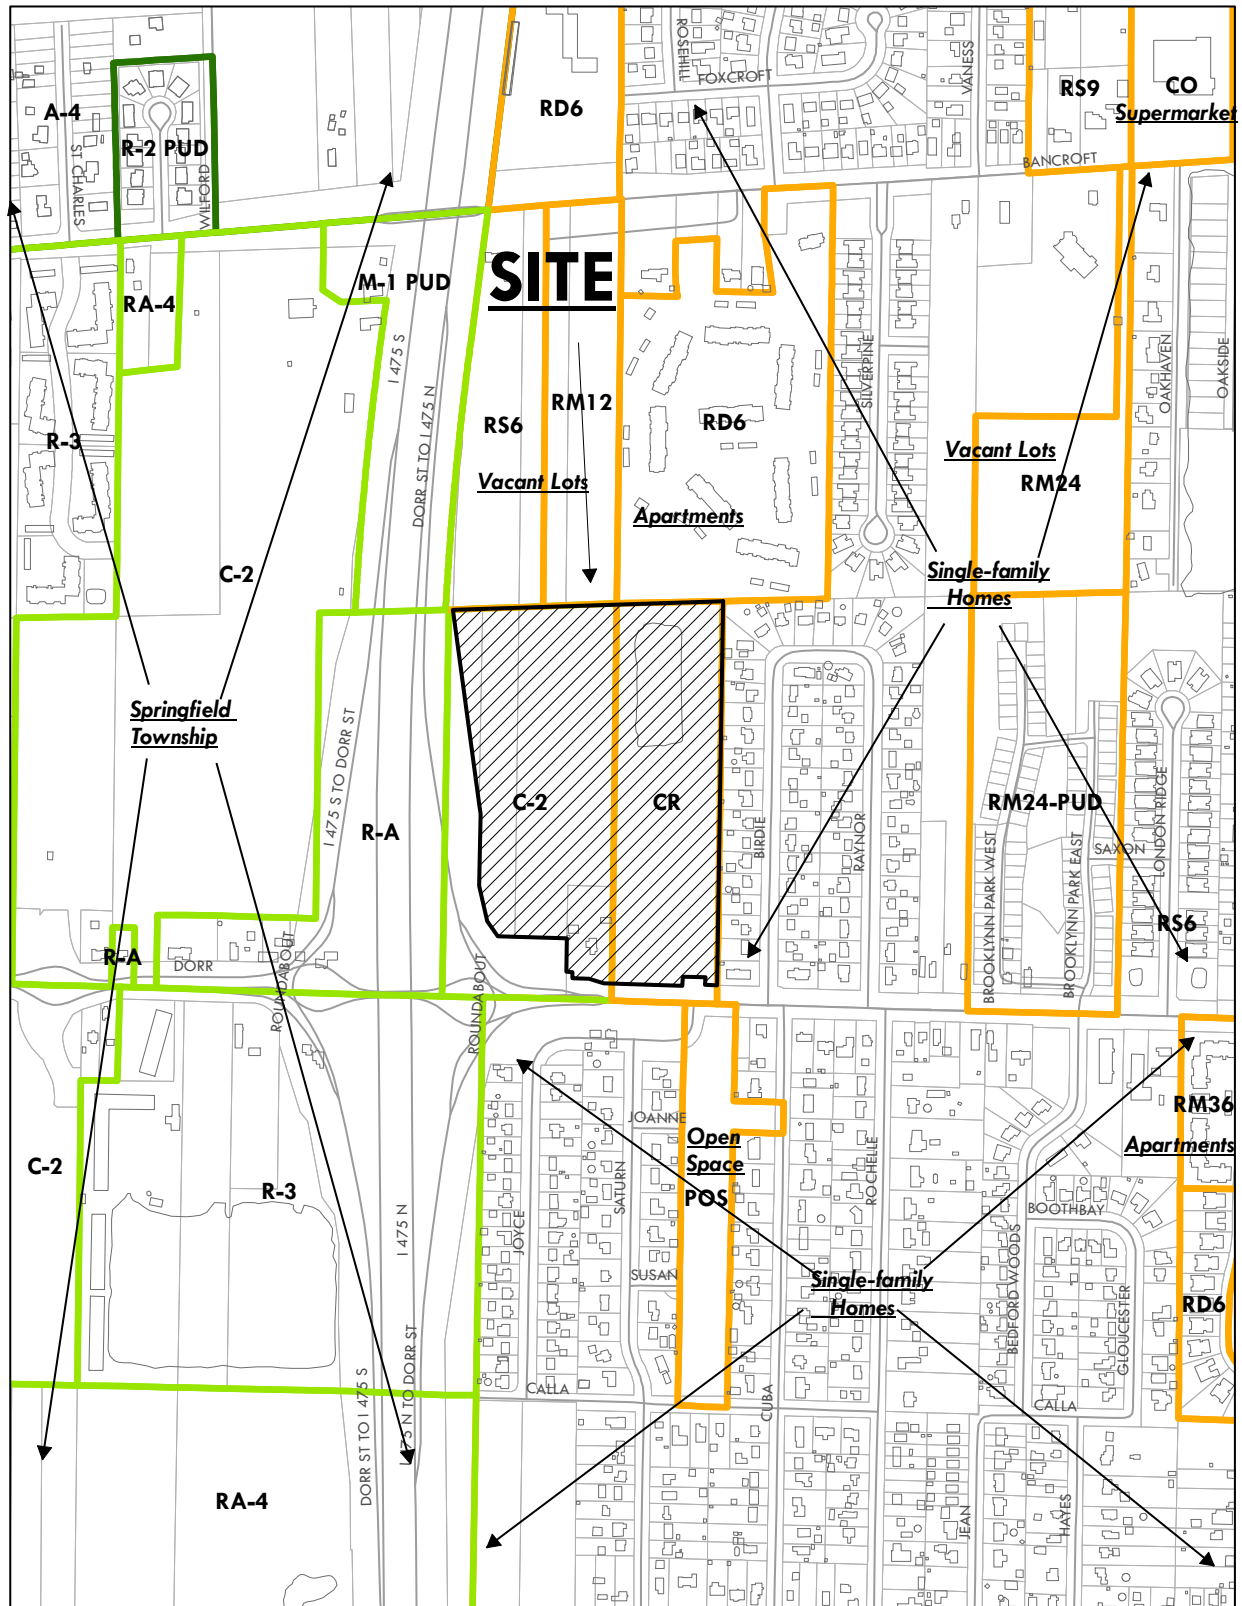 ROSEHILL
FOXCROFT
VANESS
RD6
RS9
CO
Supermarket
A-4
R-2 PUD
ST CHARLES
WILFORD
BANCROFT
SITE
M-1 PUD
RA-4
I 475 S
DORR ST TO I 475 N
SILVERPINE
OAKHAVEN
OAKSIDE
RM12
RS6
RD6
R-3
Vacant Lots
Vacant Lots
RM24
Apartments
C-2
Single-family
Homes
Springfield
Township
I 475 S TO DORR ST
R-A
C-2
CR
BIRDIE
RAYNOR
RM24-PUD
BROOKLYNN PARK WEST
BROOKLYNN PARK EAST
SAXON
LONDON RIDGE
RS6
R-A
DORR
ROUNDABOUT
ROUNDABOUT
JOANNE
Open
Space
POS
RM36
Apartments
C-2
R-3
I 475 N
JOYCE
SATURN
ROCHELLE
BOOTHBAY
SUSAN
Single-family
Homes
BEDFORD WOODS
GLOUCESTER
RD6
CALLA
CUBA
CALLA
DORR ST TO I 475 S
I 475 N TO DORR ST
RA-4
JEAN
HAYES